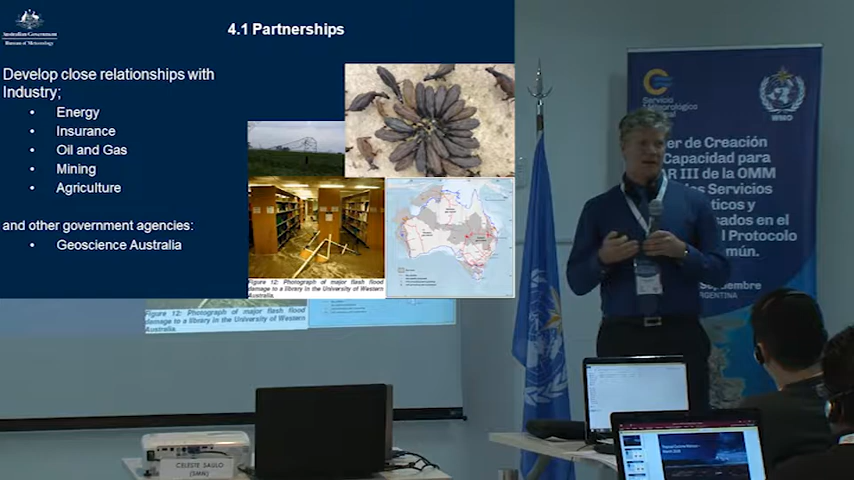 Australian Government
Bureau of Meteorology
4.1 Partnerships
Develop close relationships with
Industry;
• Energy
• Insurance
• Oil and Gas
• Mining
• Agriculture
and other government agencies:
• Geoscience Australia
Figure 12: Photograph of major flash flood
damage to a library in the University of Western
Australia.
Figure 12: Photograph of major flash flood
damage to a library in the University of Western
Australia.
Servicio
Meteorológico
WMO
de Creación
Capacidad para
III de la OMM
Servicios
y
en el
Protocolo
mún.
ARGENTINA
CELESTE SAULO
(SMN)